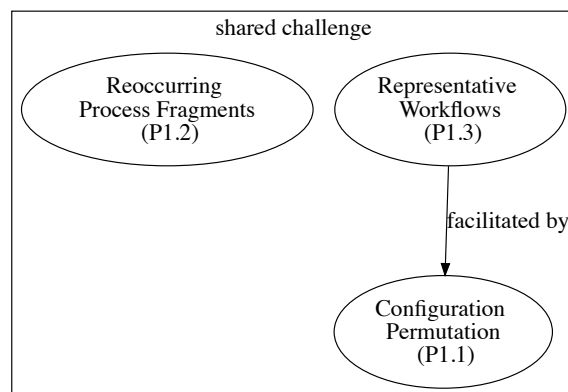 shared challenge
Reoccurring
Process Fragments
(P1.2)
Representative
Workflows
(P1.3)
facilitated by
Configuration
Permutation
(P1.1)